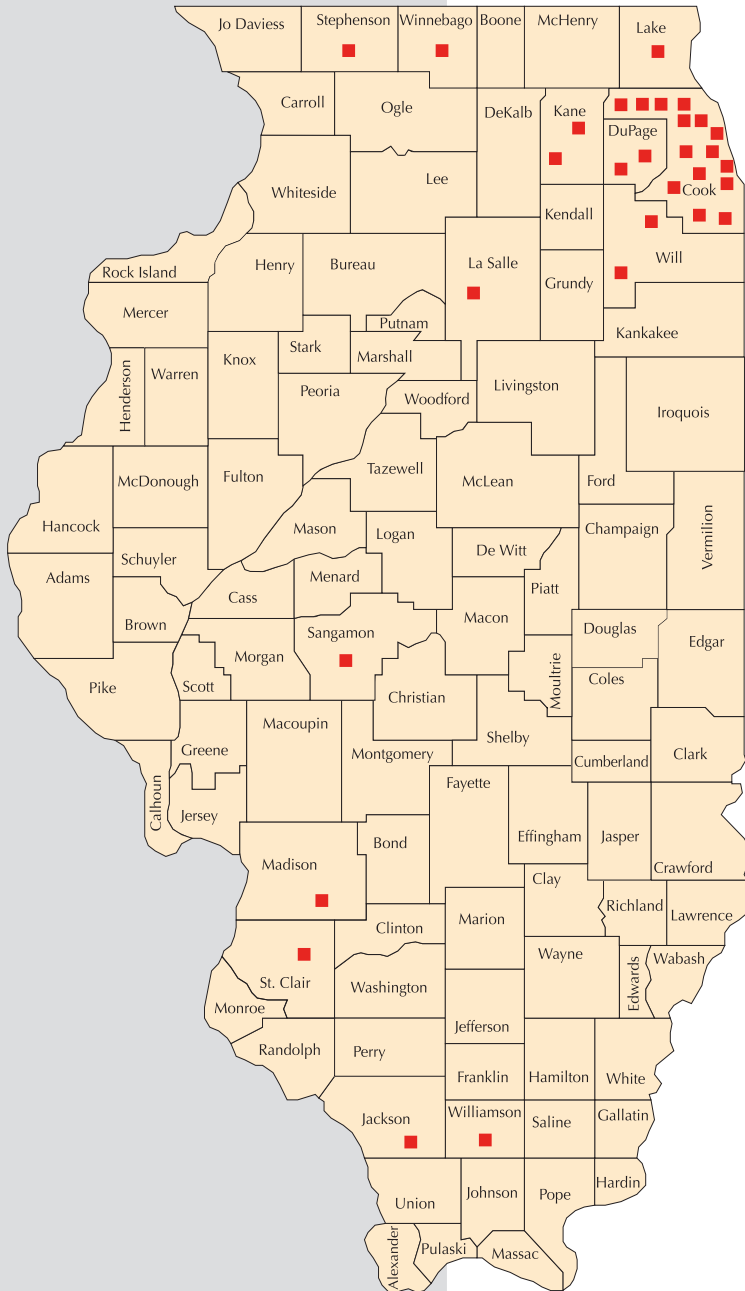 Jo Daviess
Stephenson
Winnebago
Boone
McHenry
Lake
Carroll
Ogle
DeKalb
Kane
DuPage
Cook
Whiteside
Lee
Kendall
Will
Rock Island
Henry
Bureau
La Salle
Grundy
Mercer
Putnam
Kankakee
Henderson
Warren
Knox
Stark
Marshall
Peoria
Woodford
Livingston
Iroquois
McDonough
Fulton
Tazewell
McLean
Ford
Hancock
Mason
Logan
Champaign
Vermilion
Schuyler
De Witt
Adams
Menard
Piatt
Cass
Brown
Sangamon
Macon
Douglas
Edgar
Morgan
Moultrie
Pike
Scott
Christian
Coles
Macoupin
Greene
Montgomery
Shelby
Cumberland
Clark
Calhoun
Jersey
Fayette
Effingham
Jasper
Bond
Madison
Crawford
Clay
Richland
Lawrence
Clinton
Marion
Wayne
Edwards
Wabash
St. Clair
Washington
Monroe
Jefferson
Randolph
Perry
Franklin
Hamilton
White
Jackson
Williamson
Saline
Gallatin
Union
Johnson
Pope
Hardin
Alexander
Pulaski
Massac